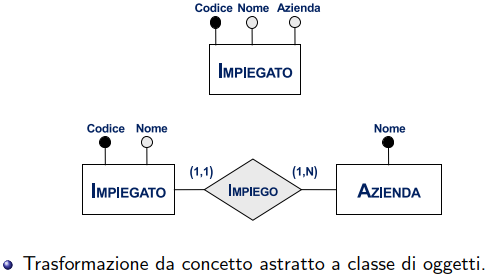 Codice Nome Azienda
IMPIEGATO
Codice Nome Nome
(1,1) (1,N)
IMPIEGATO IMPIEGO AZIENDA
Trasformazione da concetto astratto a classe di oggetti.